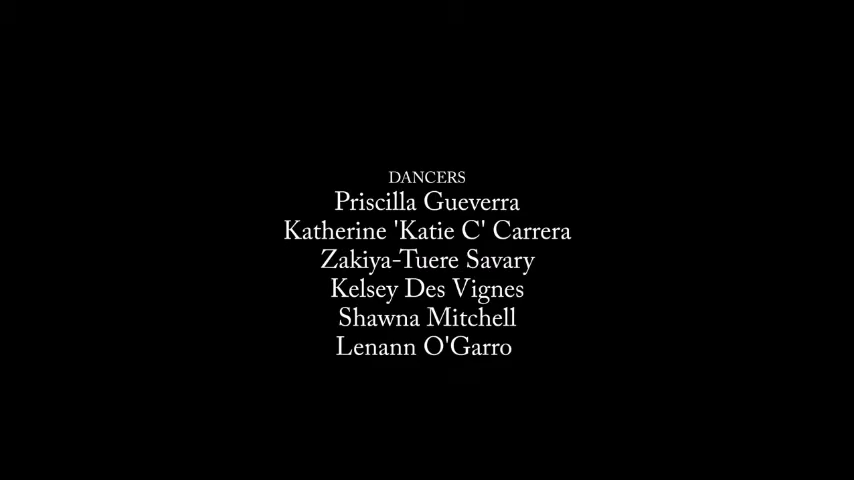 DANCERS
Priscilla Gueverra
Katherine 'Katie C' Carrera
Zakiya-Tuere Savary
Kelsey Des Vignes
Shawna Mitchell
Lenann O'Garro